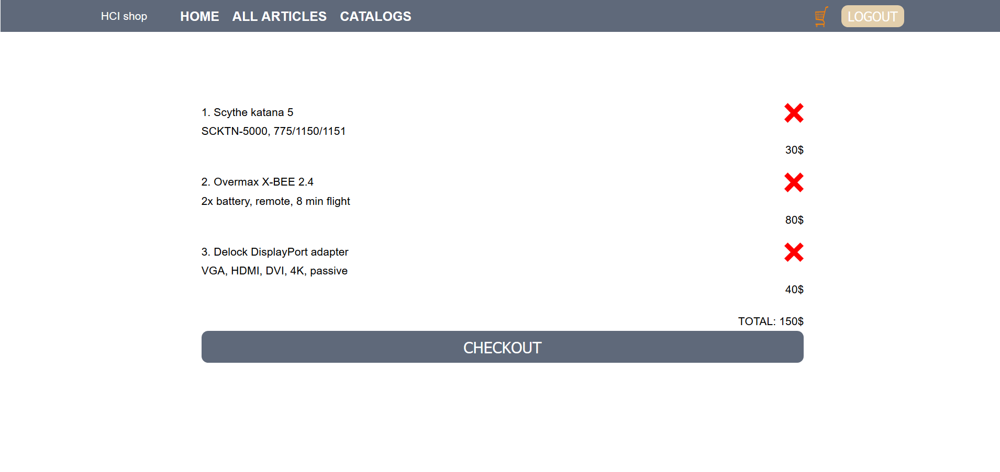 HCI shop HOME ALL ARTICLES CATALOGS LOGOUT
1. Scythe katana 5
SCKTN-5000, 775/1150/1151
30$
2. Overmax X-BEE 2.4
2x battery, remote, 8 min flight
80$
3. Delock DisplayPort adapter
VGA, HDMI, DVI, 4K, passive
40$
TOTAL: 150$
CHECKOUT